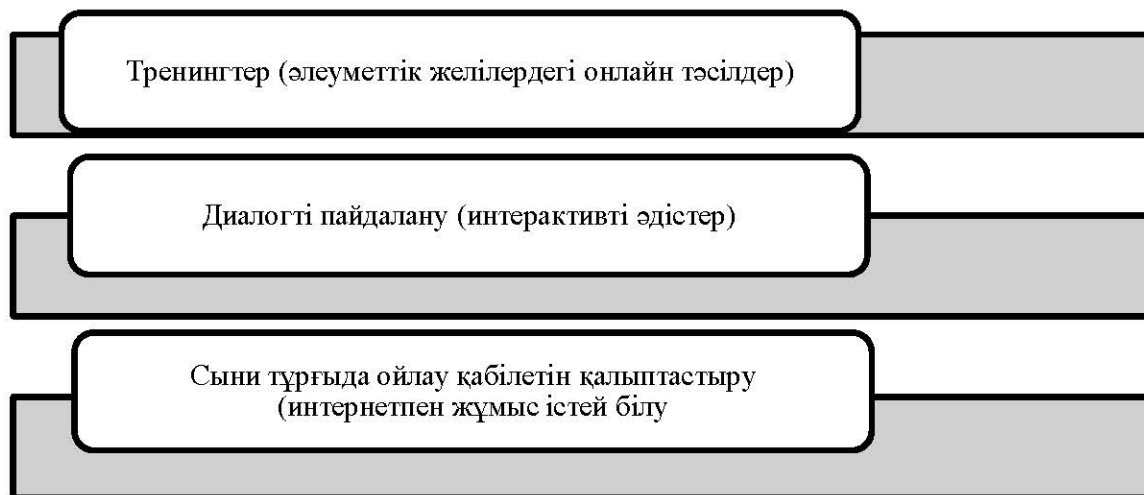 Тренингтер (әлеуметтік желілердегі онлайн тәсілдер)
Диалогті пайдалану (интерактивті әдістер)
Сыни тұрғыда ойлау қабілетін қалыптастыру
(интернетпен жұмыс істей білу